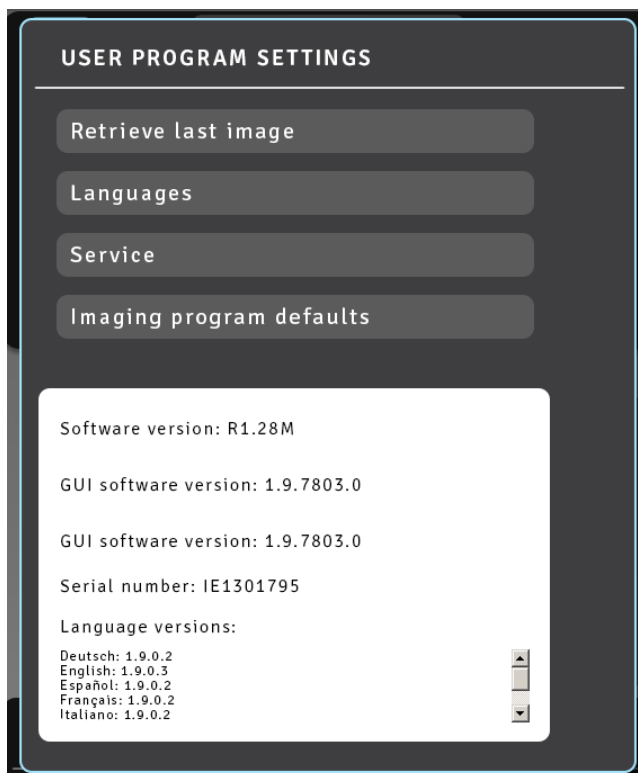 USER PROGRAM SETTINGS
Retrieve last image
Languages
Service
Imaging program defaults
Software version: R1.28M
GUI software version: 1.9.7803.0
GUI software version: 1.9.7803.0
Serial number: IE1301795
Language versions:
Deutsch: 1.9.0.2
English: 1.9.0.3
Español: 1.9.0.2
Français: 1.9.0.2
Italiano: 1.9.0.2